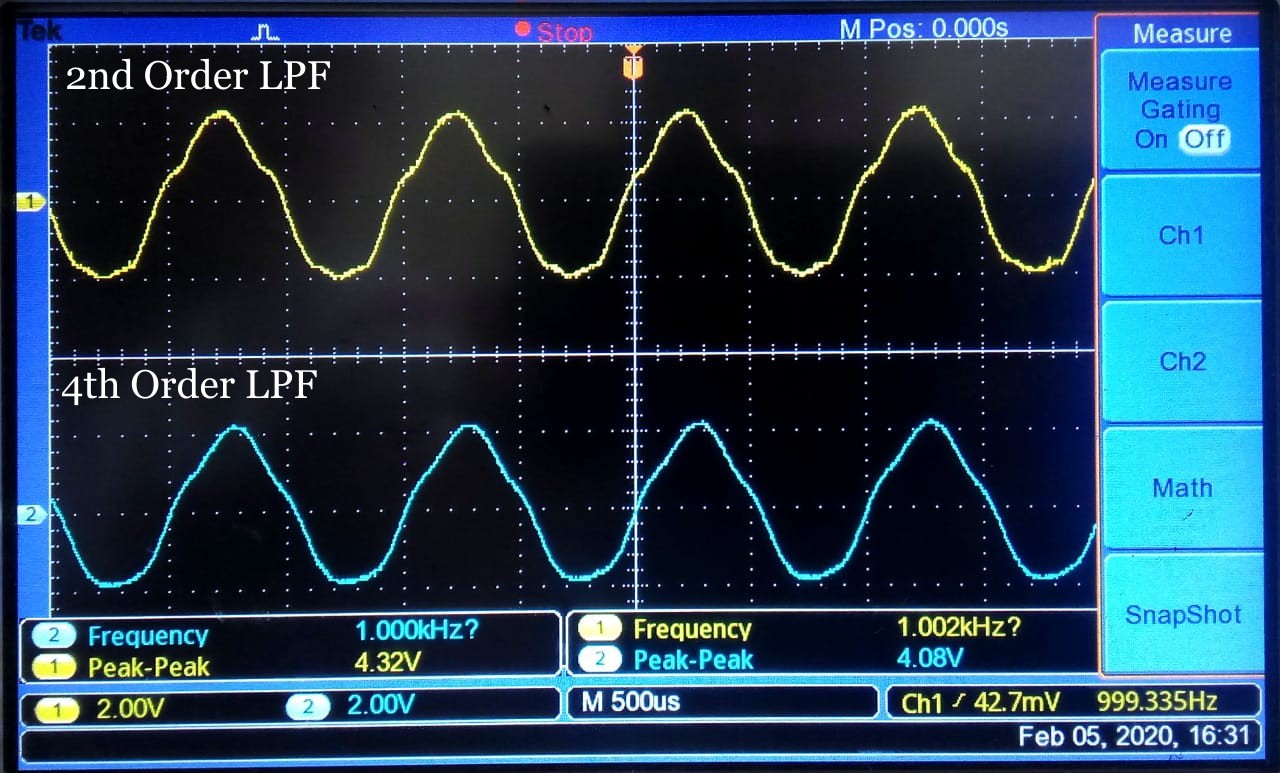 Tek
Stop
M Pos: 0.000s
Measure
2nd Order LPF
Measure
Gating
On Off
1
Ch1
Ch2
4th Order LPF
Math
2
SnapShot
2 Frequency 1.000kHz?
1 Peak-Peak 4.32V
1 Frequency 1.002kHz?
2 Peak-Peak 4.08V
1 2.00V 2 2.00V M 500us Ch1 42.7mV 999.335Hz
Feb 05, 2020, 16:31